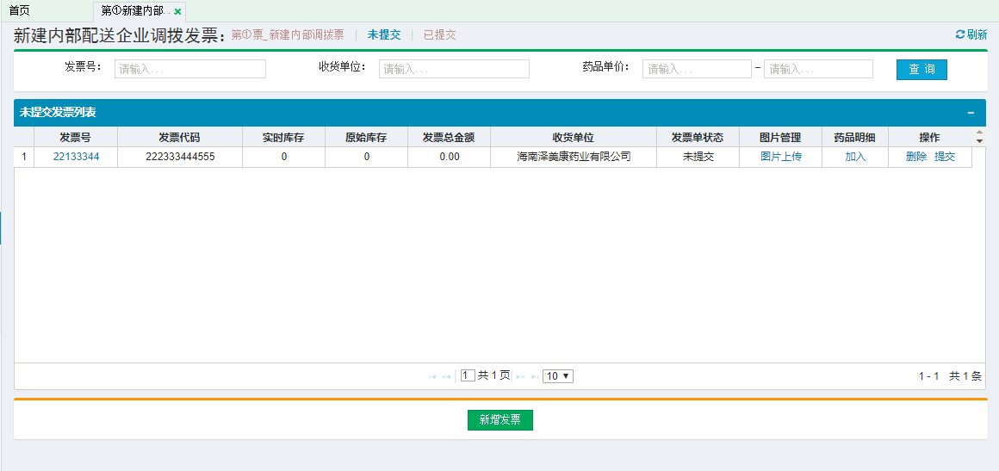 首页 第①新建内部..
新建内部配送企业调拨发票： 第①票_新建内部调拨票 | 未提交 | 已提交 刷新
发票号： 请输入... 收货单位： 请输入... 药品单价： 请输入... - 请输入... 查 询
未提交发票列表
发票号 发票代码 实时库存 原始库存 发票总金额 收货单位 发票单状态 图片管理 药品明细 操作
1 22133344 222333444555 0 0 0.00 海南泽美康药业有限公司 未提交 图片上传 加入 删除 提交
1 共 1 页 10 1 - 1 共 1 条
新增发票